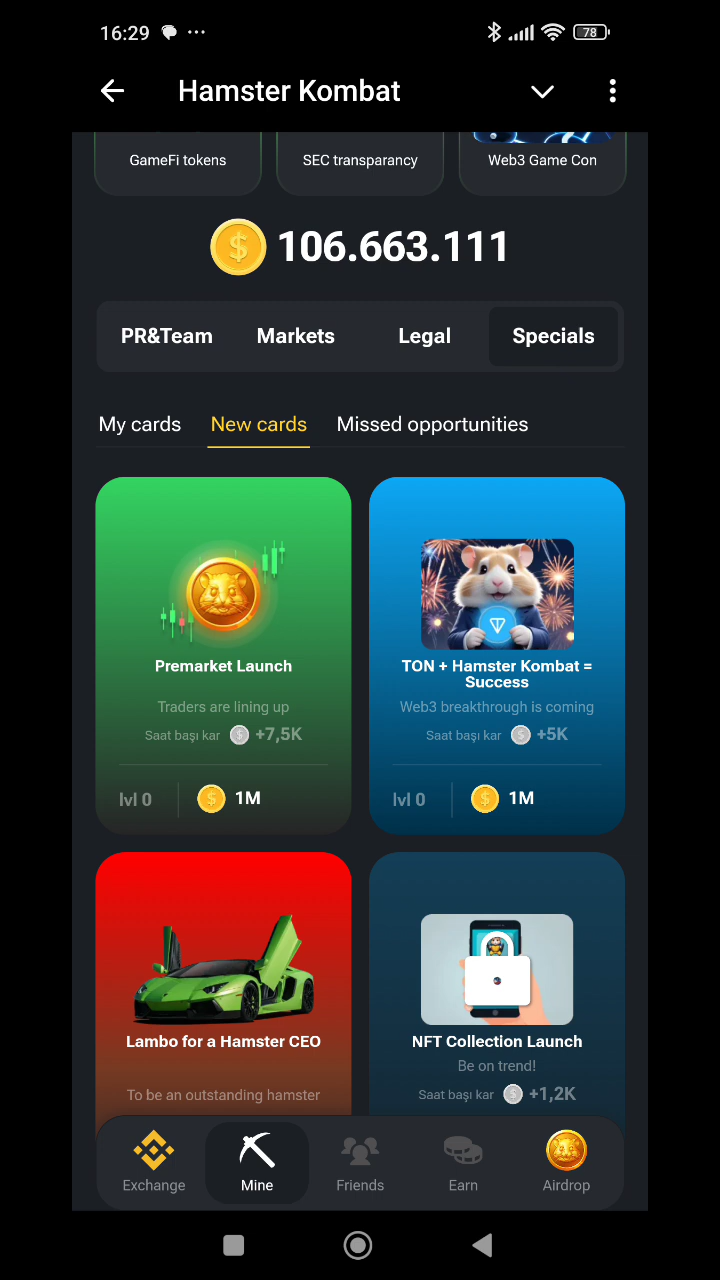 16:29
78
Hamster Kombat
GameFi tokens
SEC transparancy
Web3 Game Con
106.663.111
PR&Team
Markets
Legal
Specials
My cards
New cards
Missed opportunities
Premarket Launch
Traders are lining up
Saat başı kar +7,5K
lvl 0
1M
TON + Hamster Kombat =
Success
Web3 breakthrough is coming
Saat başı kar +5K
lvl 0
1M
Lambo for a Hamster CEO
To be an outstanding hamster
NFT Collection Launch
Be on trend!
Saat başı kar +1,2K
Exchange
Mine
Friends
Earn
Airdrop